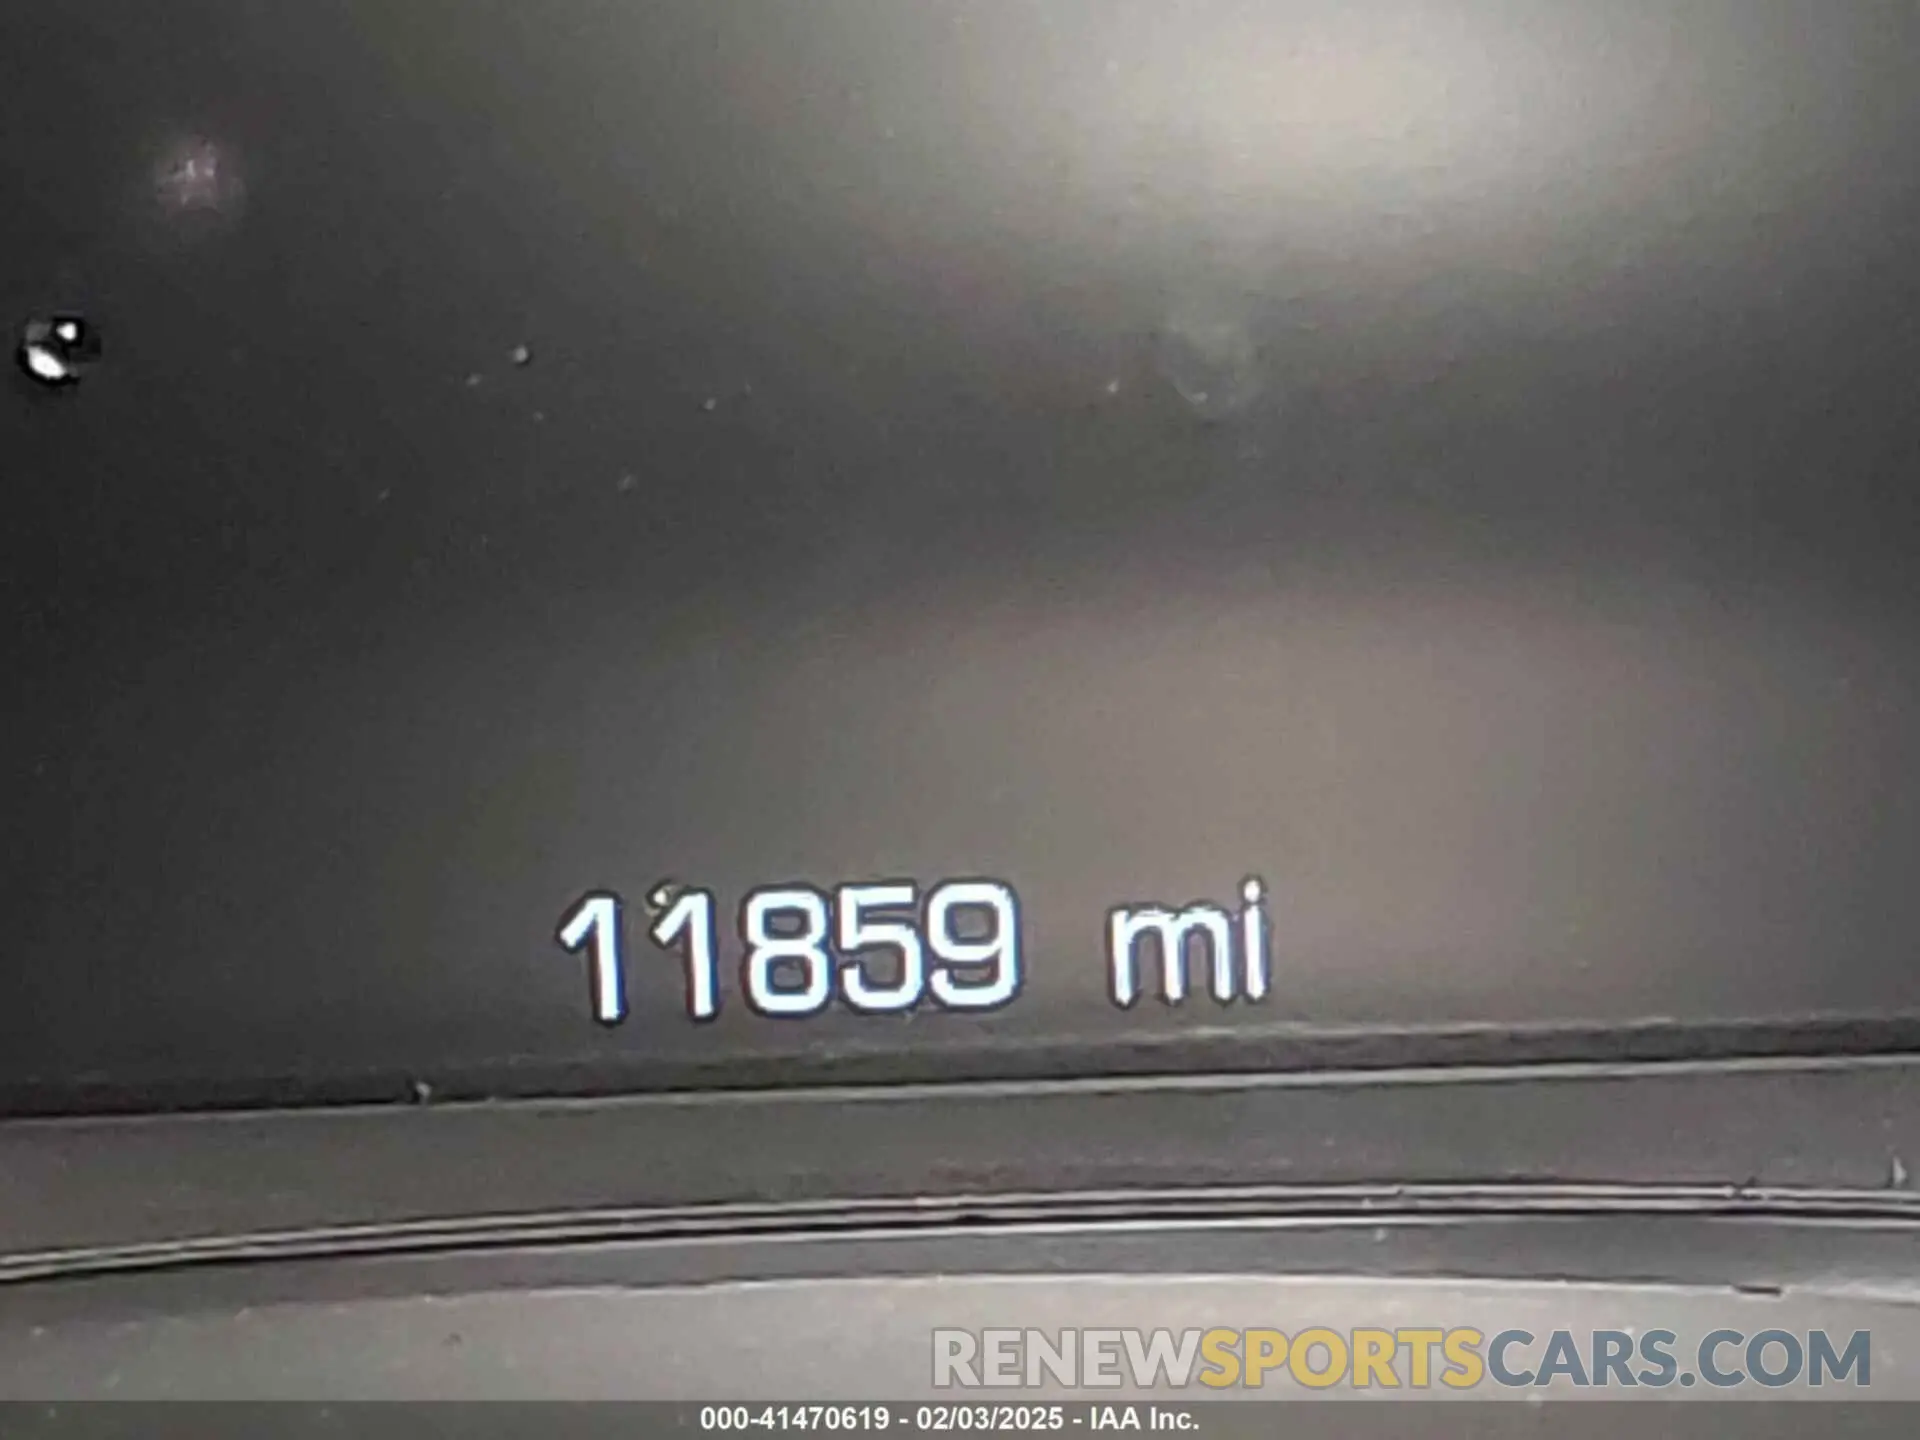 11859 mi
RENEWSPORTSCARS.COM
000-41470619 - 02/03/2025 - IAA Inc.